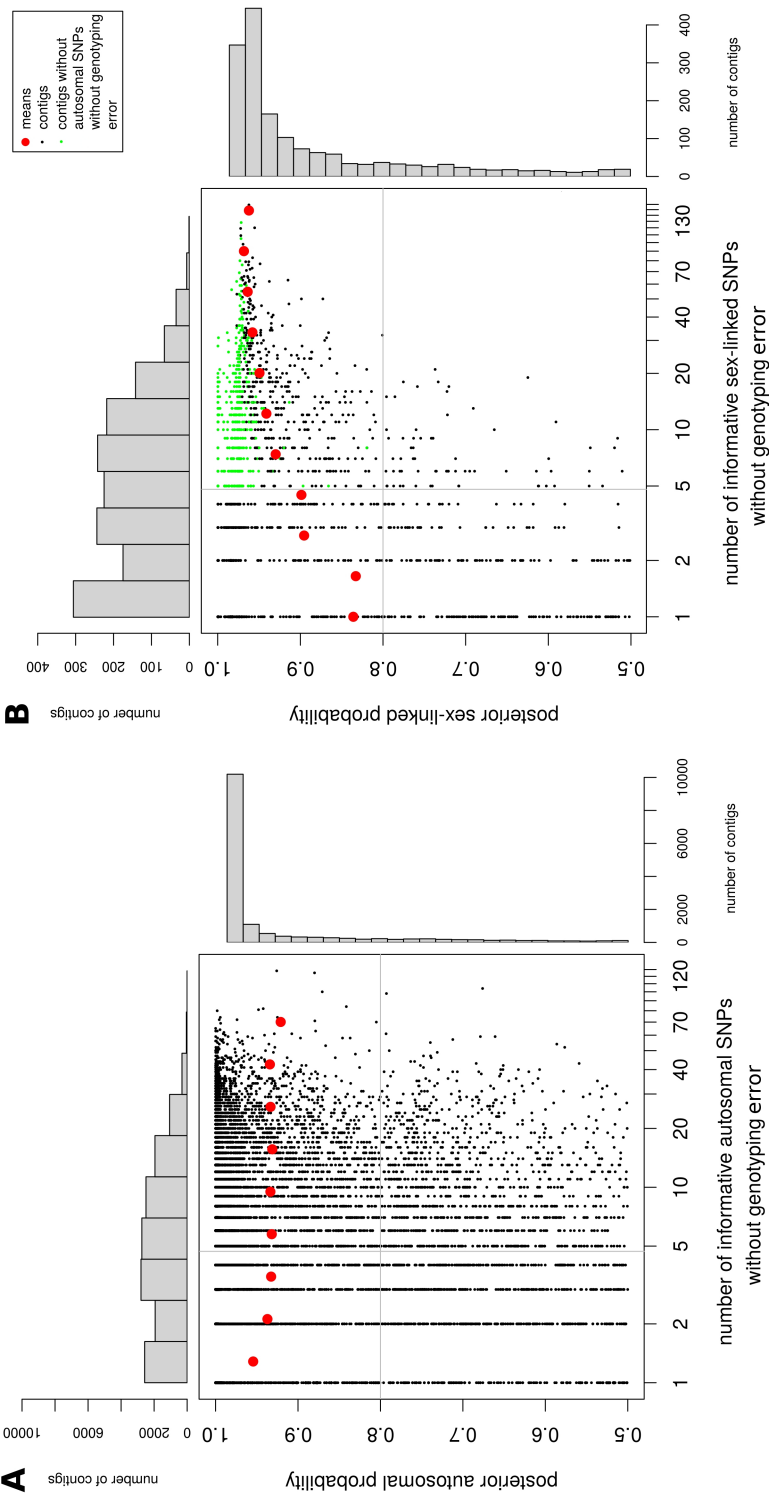 B
number of contigs
0 100 200 300 400
means
contigs
contigs without
autosomal SNPs
without genotyping
error
posterior sex-linked probability
0.5 0.6 0.7 0.8 0.9 1.0
1 2 5 10 20 40 70 130
number of informative sex-linked SNPs
without genotyping error
0 100 200 300 400
number of contigs
A
number of contigs
0 2000 6000 10000
posterior autosomal probability
0.5 0.6 0.7 0.8 0.9 1.0
1 2 5 10 20 40 70 120
number of informative autosomal SNPs
without genotyping error
0 2000 6000 10000
number of contigs